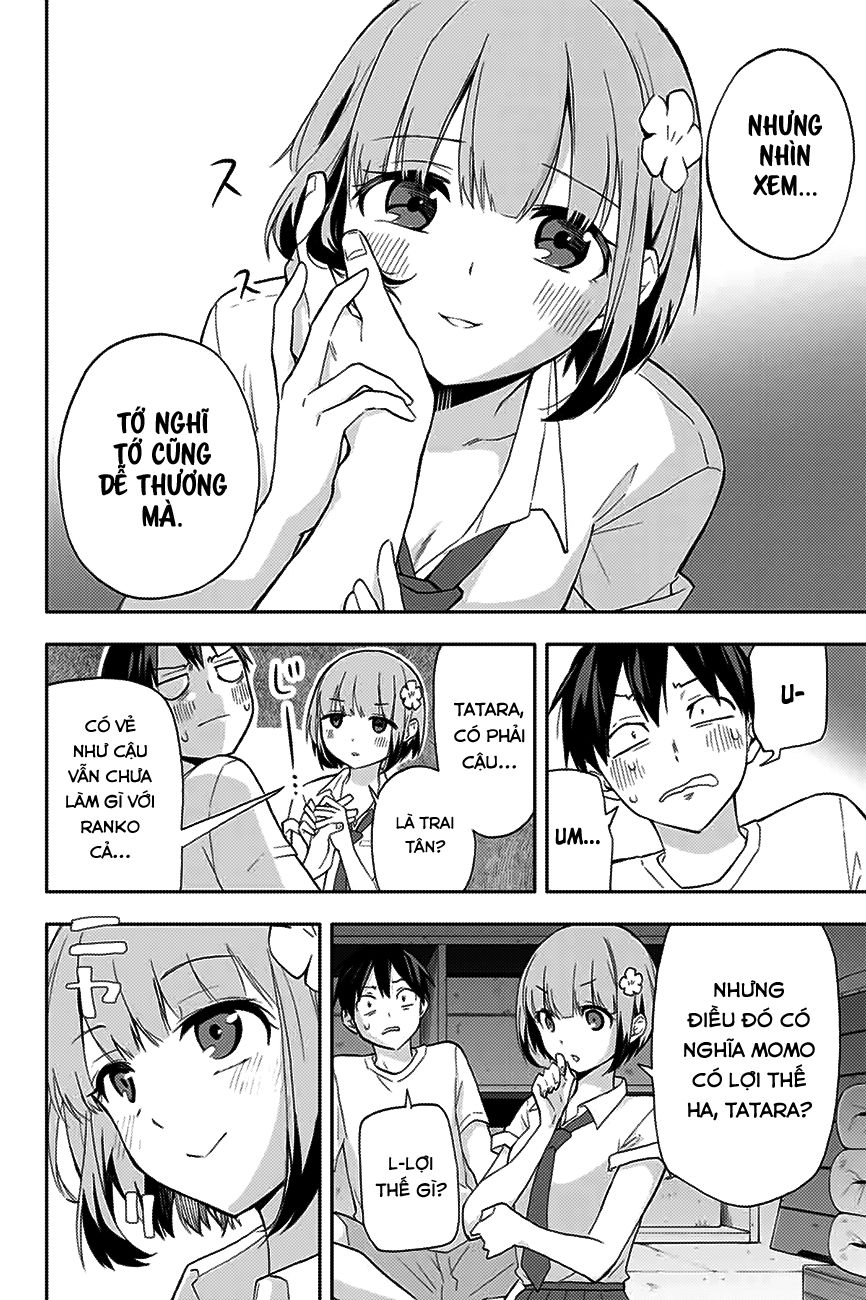 NHƯNG
NHÌN
XEM...
ス
ス
TỚ NGHĨ
TỚ CŨNG
DỄ THƯƠNG
MÀ.
U-
UM...
TATARA,
CÓ PHẢI
CẬU...
LÀ TRAI
TÂN?
じ
CÓ VẺ
NHƯ CẬU
VẪN CHƯA
LÀM GÌ VỚI
RANKO
CẢ...
NHƯNG
ĐIỀU ĐÓ CÓ
NGHĨA MOMO
CÓ LỢI THẾ
HA, TATARA?
L-LỢI
THẾ GÌ?
ニヤ